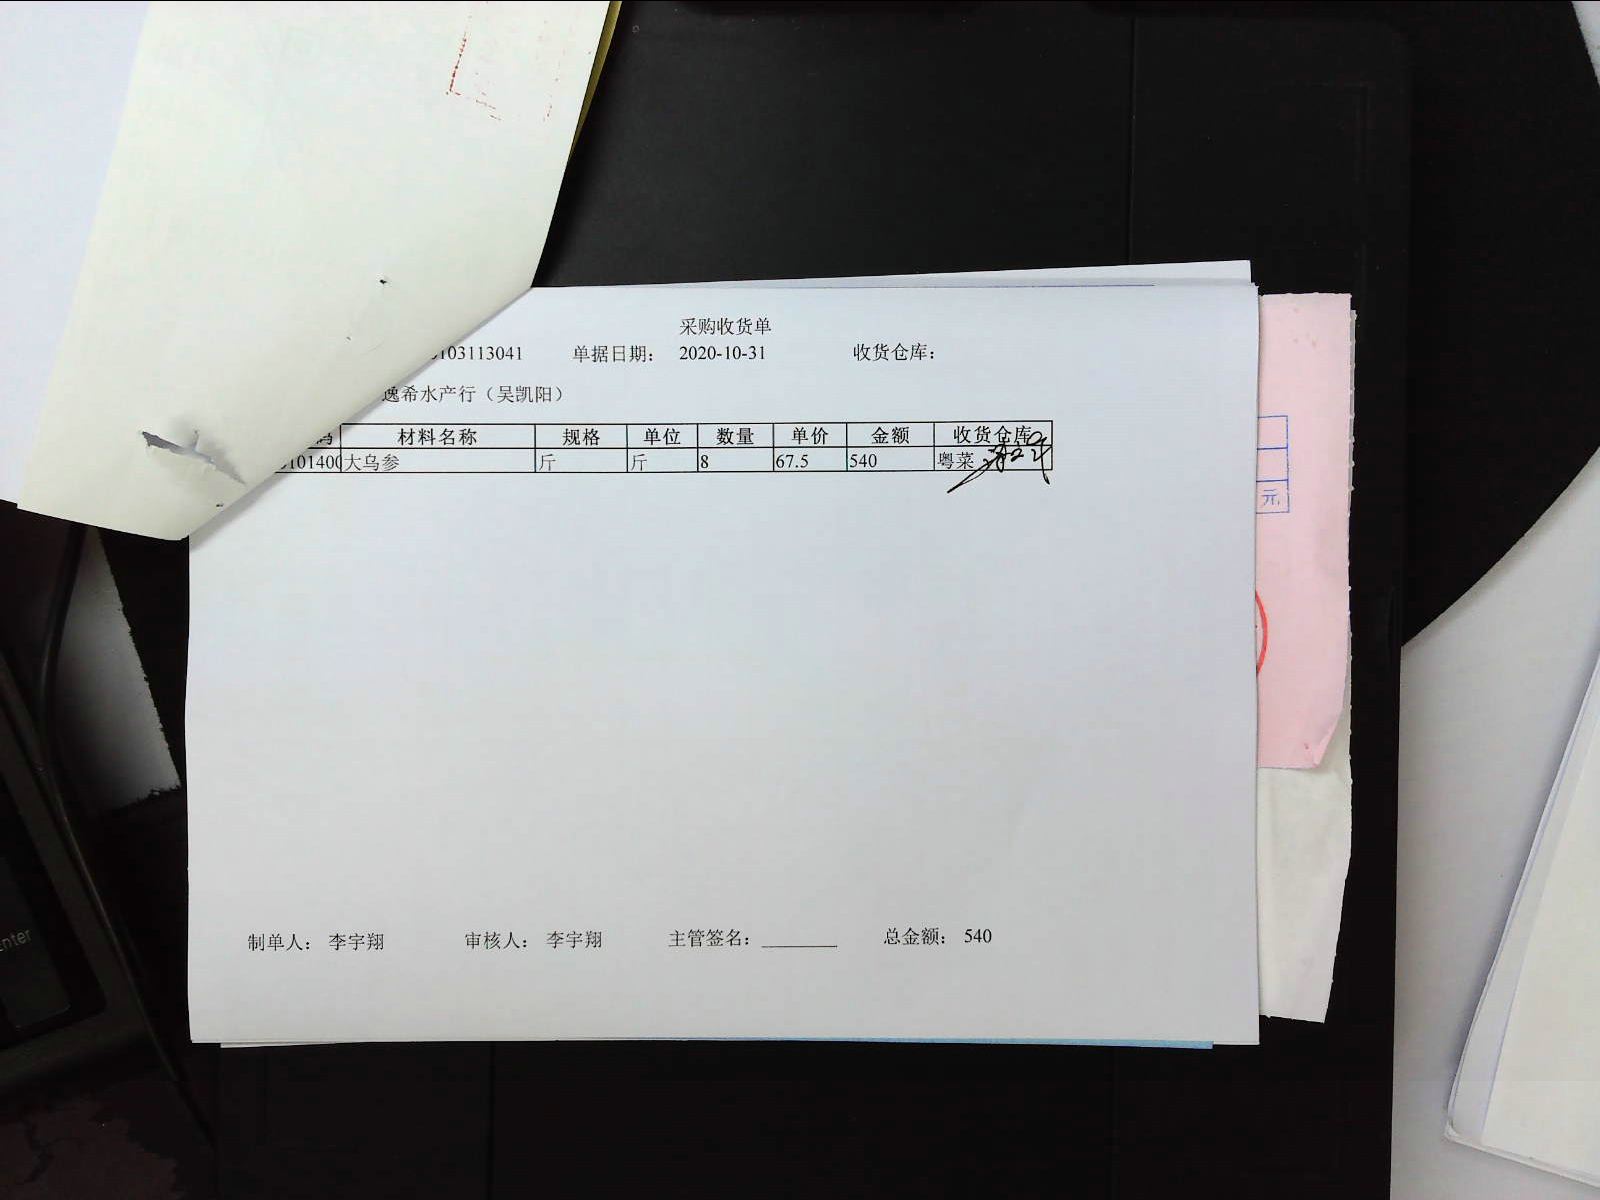 采购收货单
103113041 单据日期： 2020-10-31 收货仓库：
逸希水产行（吴凯阳）
码 材料名称 规格 单位 数量 单价 金额 收货仓库
101400 大乌参 斤 斤 8 67.5 540 粤菜
元
制单人： 李宇翔 审核人： 李宇翔 主管签名：________ 总金额： 540